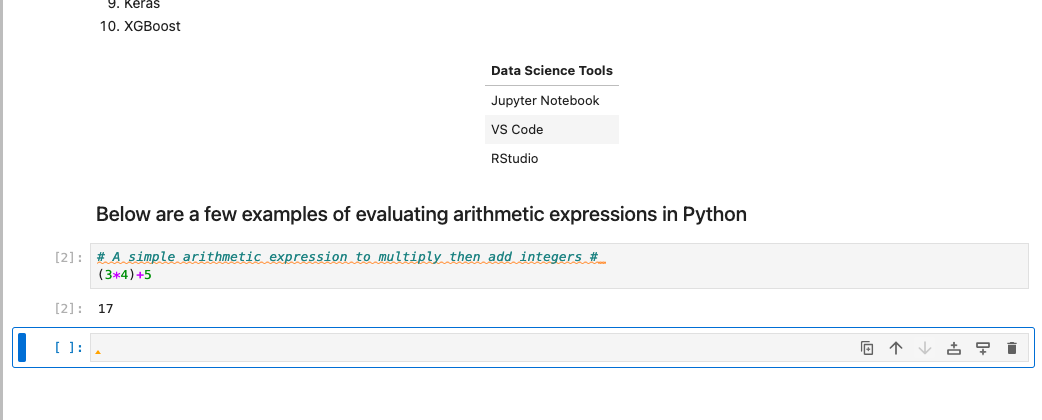 9. Keras
10. XGBoost
Data Science Tools
Jupyter Notebook
VS Code
RStudio
Below are a few examples of evaluating arithmetic expressions in Python
[2]: # A simple arithmetic expression to multiply then add integers #
(3*4)+5
[2]: 17
[ ]: